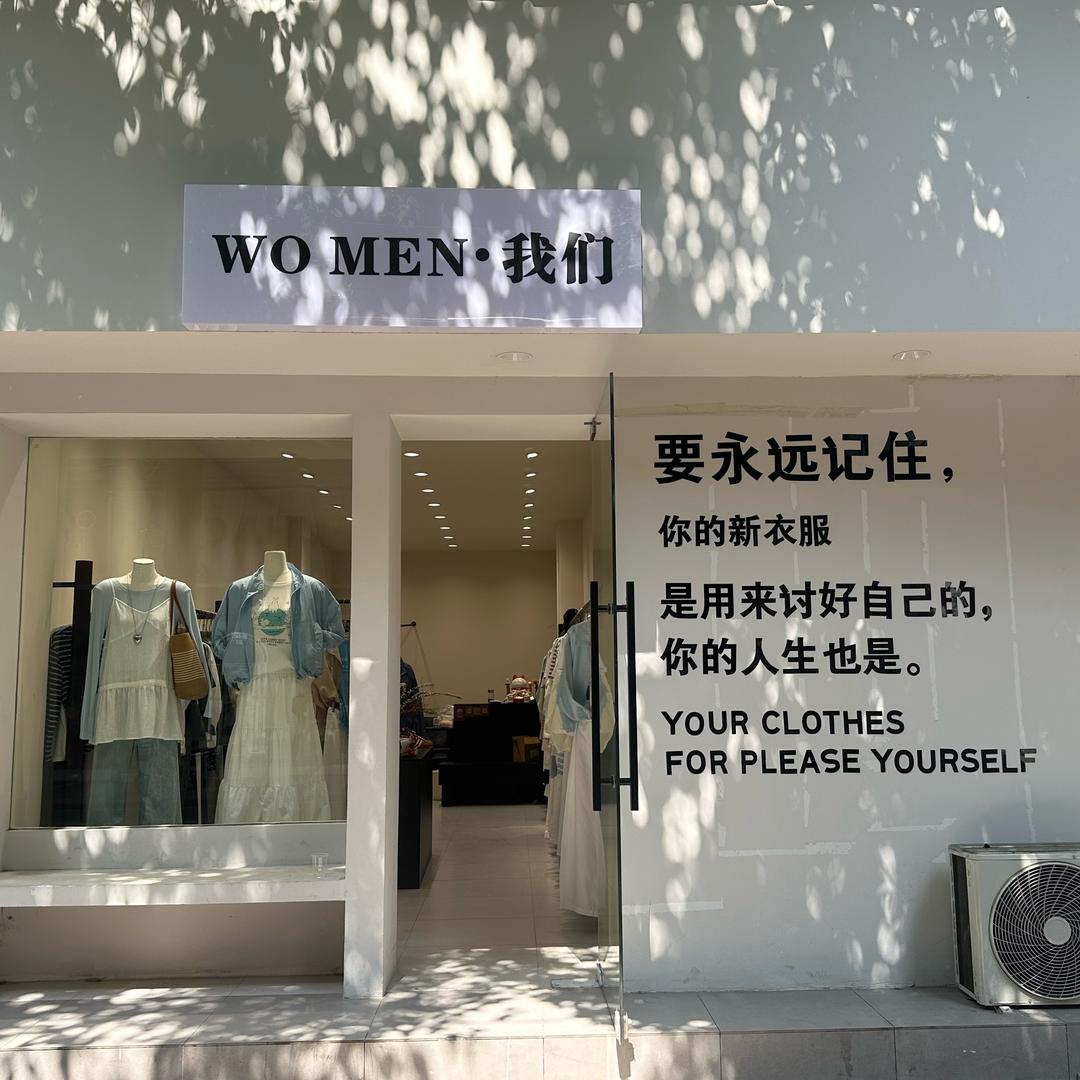 WO MEN·我们
要永远记住，
你的新衣服
是用来讨好自己的，
你的人生也是。
YOUR CLOTHES
FOR PLEASE YOURSELF